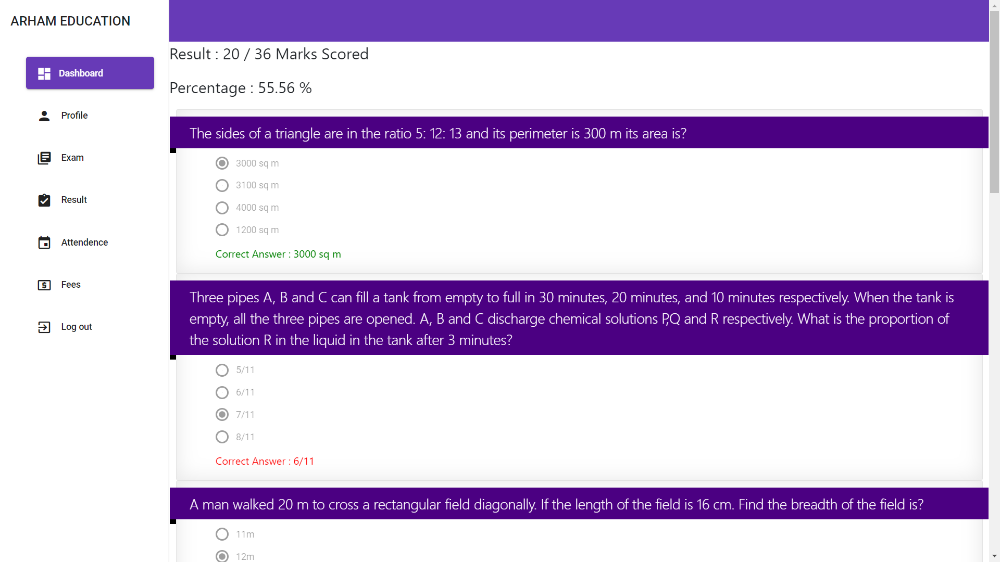 ARHAM EDUCATION
Dashboard
Profile
Exam
Result
Attendence
Fees
Log out
Result : 20 / 36 Marks Scored
Percentage : 55.56 %
The sides of a triangle are in the ratio 5: 12: 13 and its perimeter is 300 m its area is?
3000 sq m
3100 sq m
4000 sq m
1200 sq m
Correct Answer : 3000 sq m
Three pipes A, B and C can fill a tank from empty to full in 30 minutes, 20 minutes, and 10 minutes respectively. When the tank is
empty, all the three pipes are opened. A, B and C discharge chemical solutions P,Q and R respectively. What is the proportion of
the solution R in the liquid in the tank after 3 minutes?
5/11
6/11
7/11
8/11
Correct Answer : 6/11
A man walked 20 m to cross a rectangular field diagonally. If the length of the field is 16 cm. Find the breadth of the field is?
11m
12m